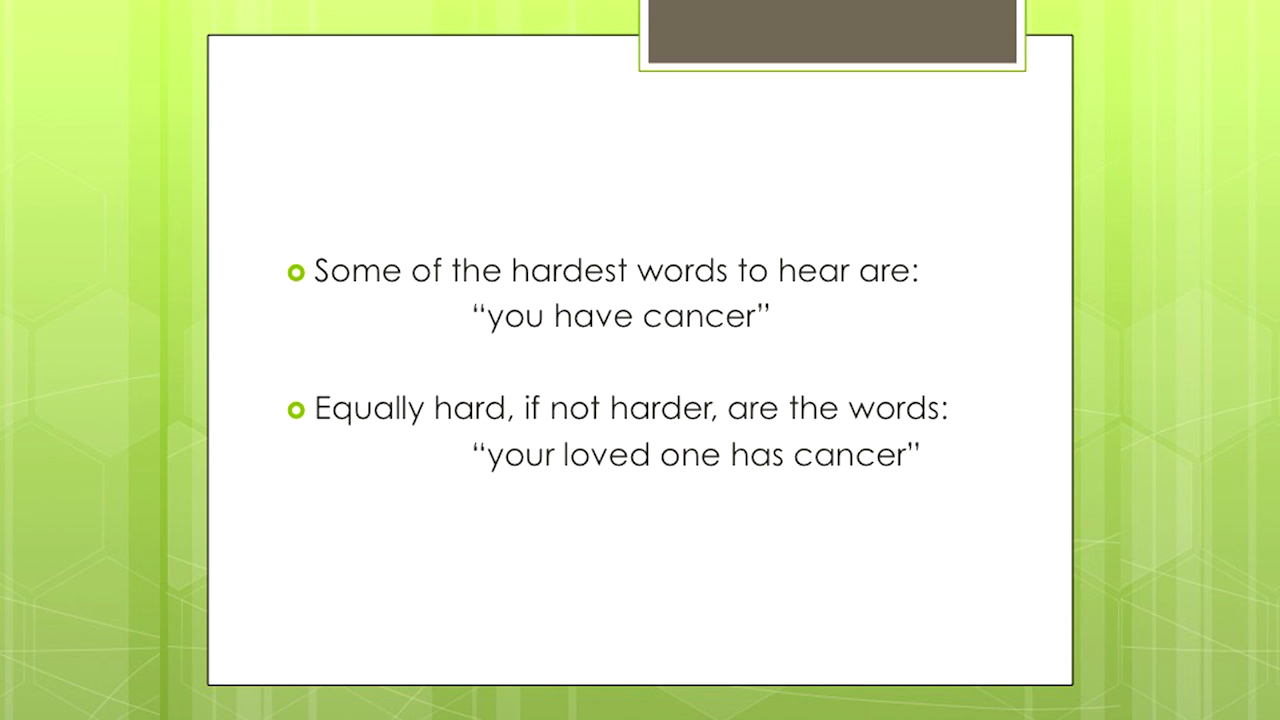 Some of the hardest words to hear are:
“you have cancer”
Equally hard, if not harder, are the words:
“your loved one has cancer”